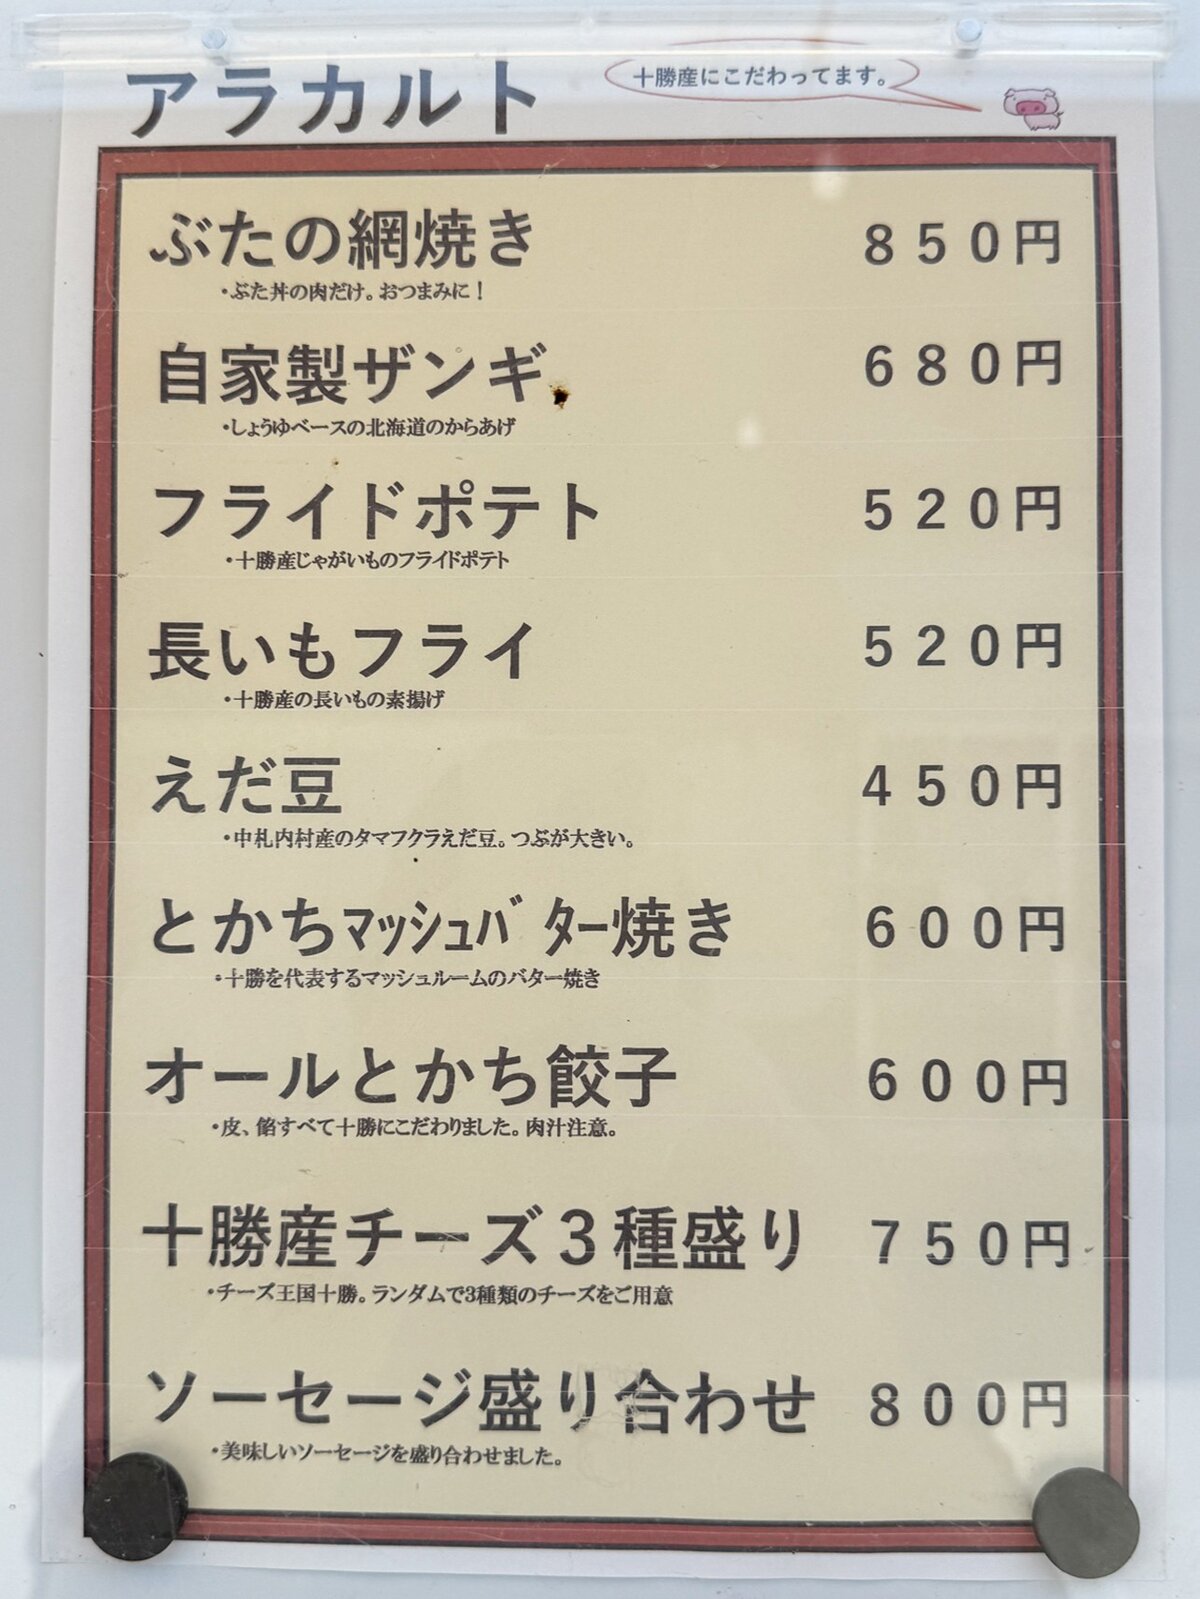 アラカルト
十勝産にこだわってます。
ぶたの網焼き 850円
・ぶた丼の肉だけ。おつまみに！
自家製ザンギ 680円
・しょうゆベースの北海道のからあげ
フライドポテト 520円
・十勝産じゃがいものフライドポテト
長いもフライ 520円
・十勝産の長いもの素揚げ
えだ豆 450円
・中札内村産のタマフクラえだ豆。つぶが大きい。
とかちﾏｯｼｭﾊﾞﾀｰ焼き 600円
・十勝を代表するマッシュルームのバター焼き
オールとかち餃子 600円
・皮、餡すべて十勝にこだわりました。肉汁注意。
十勝産チーズ３種盛り 750円
・チーズ王国十勝。ランダムで3種類のチーズをご用意
ソーセージ盛り合わせ 800円
・美味しいソーセージを盛り合わせました。